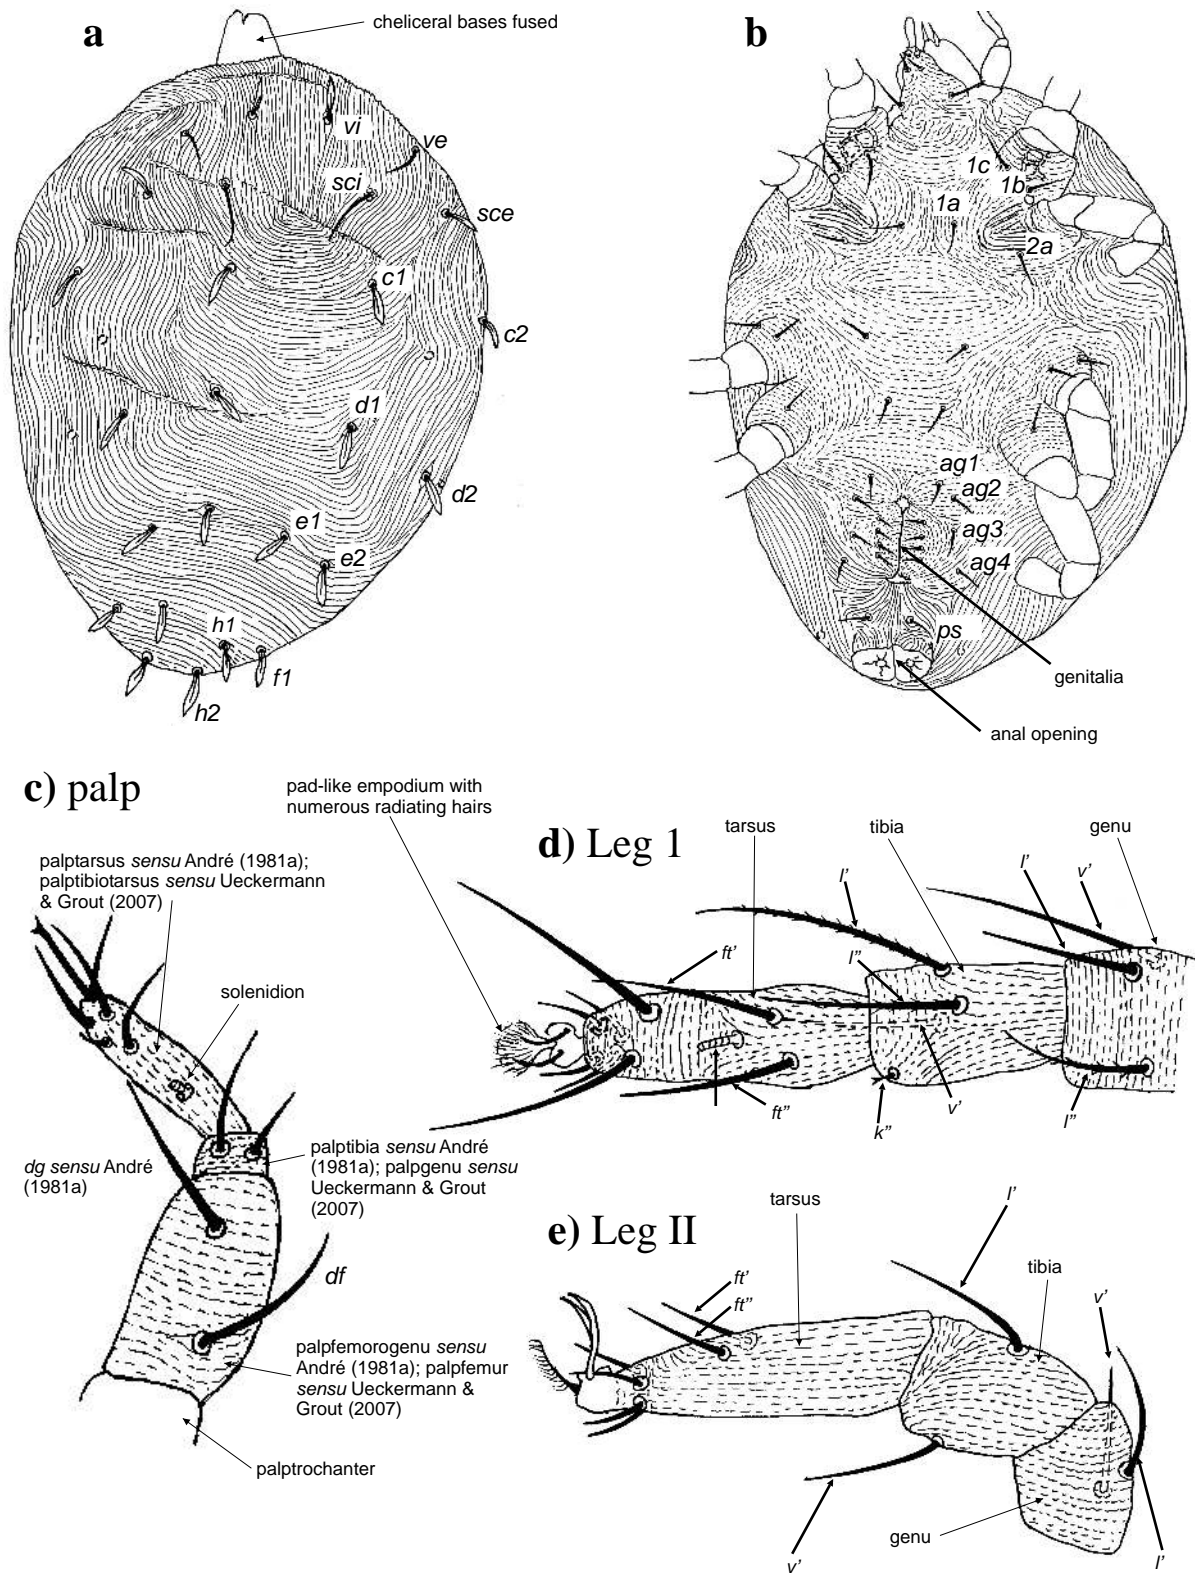 a
cheliceral bases fused
b
vi
ve
sci
sce
c1
c2
d1
d2
e1
e2
h1
f1
h2
1c
1b
1a
2a
ag1
ag2
ag3
ag4
ps
genitalia
anal opening
c) palp
pad-like empodium with
numerous radiating hairs
palptarsus sensu André (1981a);
palptibiotarsus sensu Ueckermann
& Grout (2007)
solenidion
dg sensu André
(1981a)
palptibia sensu André
(1981a); palpgenu sensu
Ueckermann & Grout
(2007)
df
palpfemorogenu sensu
André (1981a); palpfemur
sensu Ueckermann &
Grout (2007)
palptrochanter
d) Leg 1
tarsus
tibia
genu
l'
l'
v'
ft'
l"
ft"
k"
v'
l"
e) Leg II
tarsus
l'
tibia
ft'
ft"
v'
genu
v'
l'